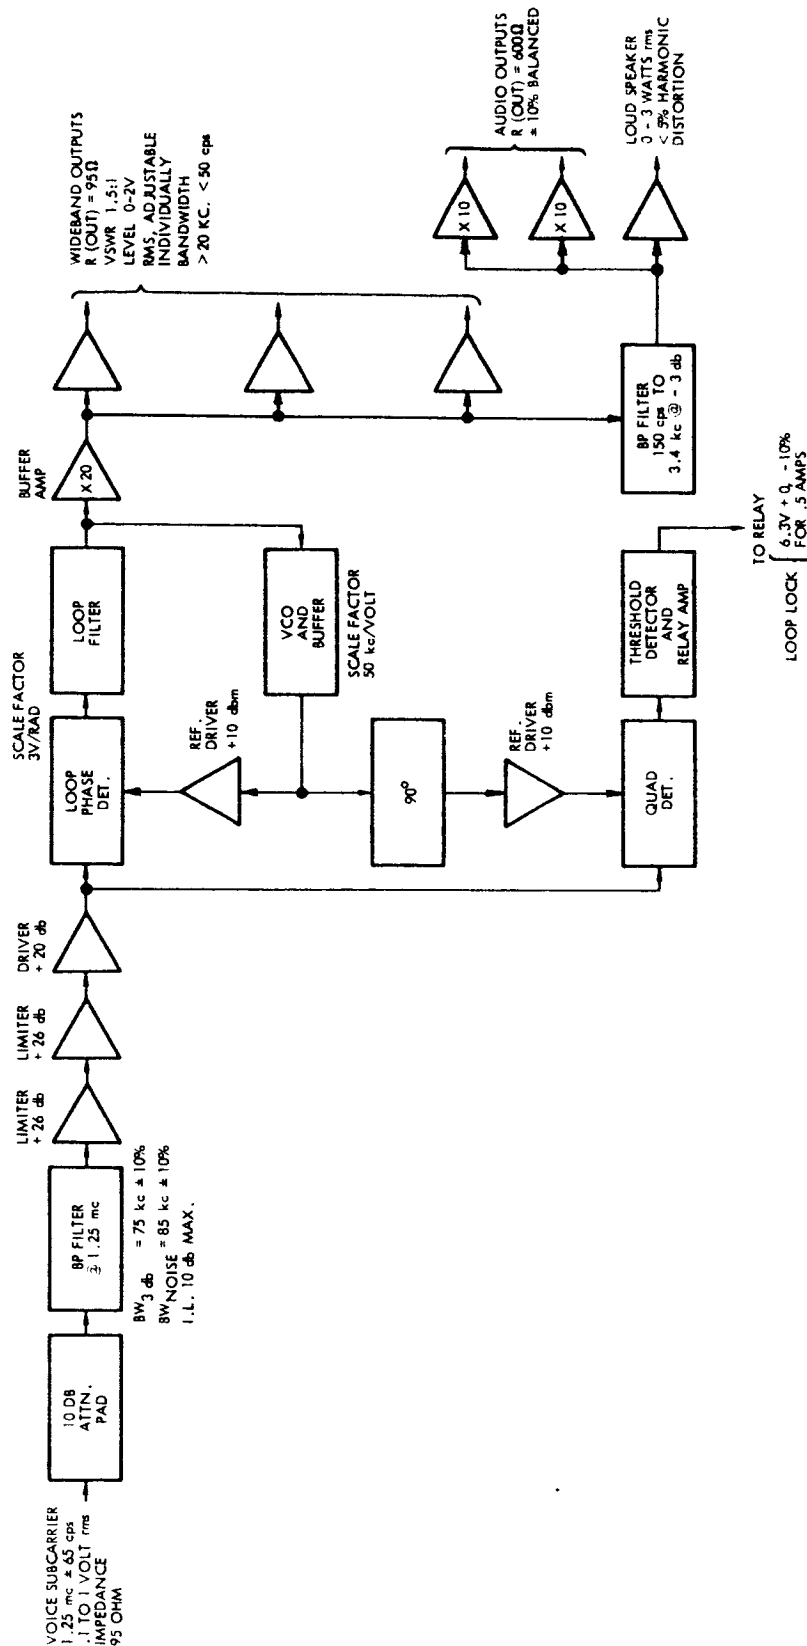 VOICE SUBCARRIER
1.25 mc ± 65 cps
.1 TO 1 VOLT rms
IMPEDANCE
95 OHM
10 DB
ATTN.
PAD
BP FILTER
@ 1.25 mc
BW3 db = 75 kc ± 10%
BWNOISE = 85 kc ± 10%
I.L. 10 db MAX.
LIMITER
+ 26 db
LIMITER
+ 26 db
DRIVER
+ 20 db
LOOP
PHASE
DET.
SCALE FACTOR
3V/RAD
LOOP
FILTER
BUFFER
AMP
X 20
WIDEBAND OUTPUTS
R (OUT) = 95Ω
VSWR 1.5:1
LEVEL 0-2V
RMS, ADJUSTABLE
INDIVIDUALLY
BANDWIDTH
> 20 KC. < 50 cps
REF.
DRIVER
+10 dbm
VCO
AND
BUFFER
SCALE FACTOR
50 kc/VOLT
90°
REF.
DRIVER
+10 dbm
QUAD
DET.
THRESHOLD
DETECTOR
AND
RELAY AMP
TO RELAY
LOOP LOCK
6.3V + 0, -10%
FOR .5 AMPS
BP FILTER
150 cps TO
3.4 kc @ - 3 db
X 10
X 10
AUDIO OUTPUTS
R (OUT) = 600Ω
± 10% BALANCED
LOUD SPEAKER
0 - 3 WATTS rms
< 5% HARMONIC
DISTORTION